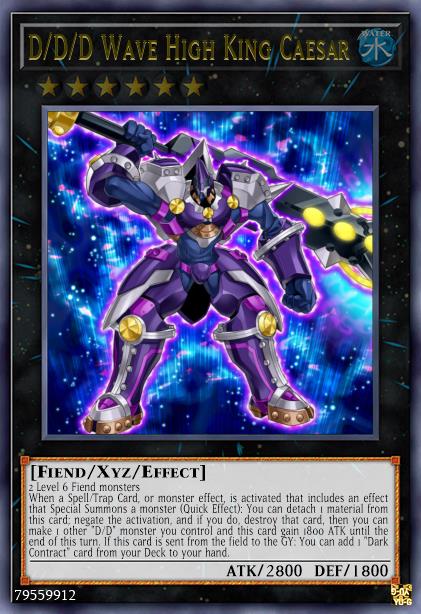 D/D/D Wave High King Caesar
WATER
水
[Fiend/Xyz/Effect]
2 Level 6 Fiend monsters
When a Spell/Trap Card, or monster effect, is activated that includes an effect
that Special Summons a monster (Quick Effect): You can detach 1 material from
this card; negate the activation, and if you do, destroy that card, then you can
make 1 other "D/D" monster you control and this card gain 1800 ATK until the
end of this turn. If this card is sent from the field to the GY: You can add 1 "Dark
Contract" card from your Deck to your hand.
ATK/2800 DEF/1800
79559912